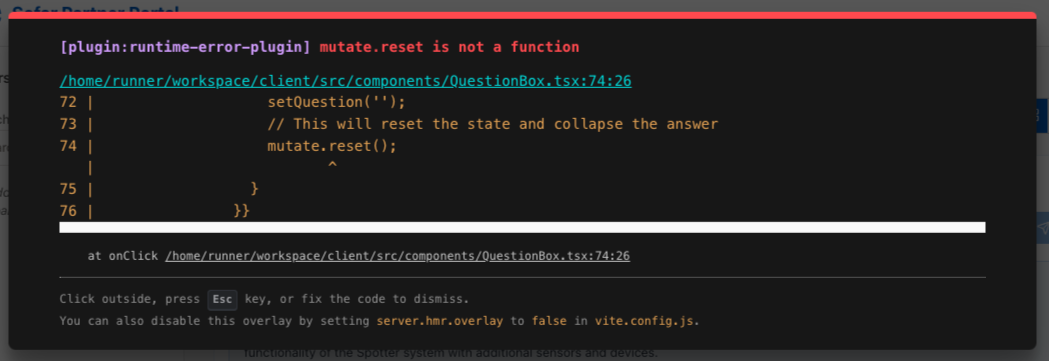 Safer Partner Portal
[plugin:runtime-error-plugin] mutate.reset is not a function
/home/runner/workspace/client/src/components/QuestionBox.tsx:74:26
72 | setQuestion('');
73 | // This will reset the state and collapse the answer
74 | mutate.reset();
| ^
75 | }
76 | }}
at onClick /home/runner/workspace/client/src/components/QuestionBox.tsx:74:26
Click outside, press Esc key, or fix the code to dismiss.
You can also disable this overlay by setting server.hmr.overlay to false in vite.config.js.
functionality of the Spotter system with additional sensors and devices.